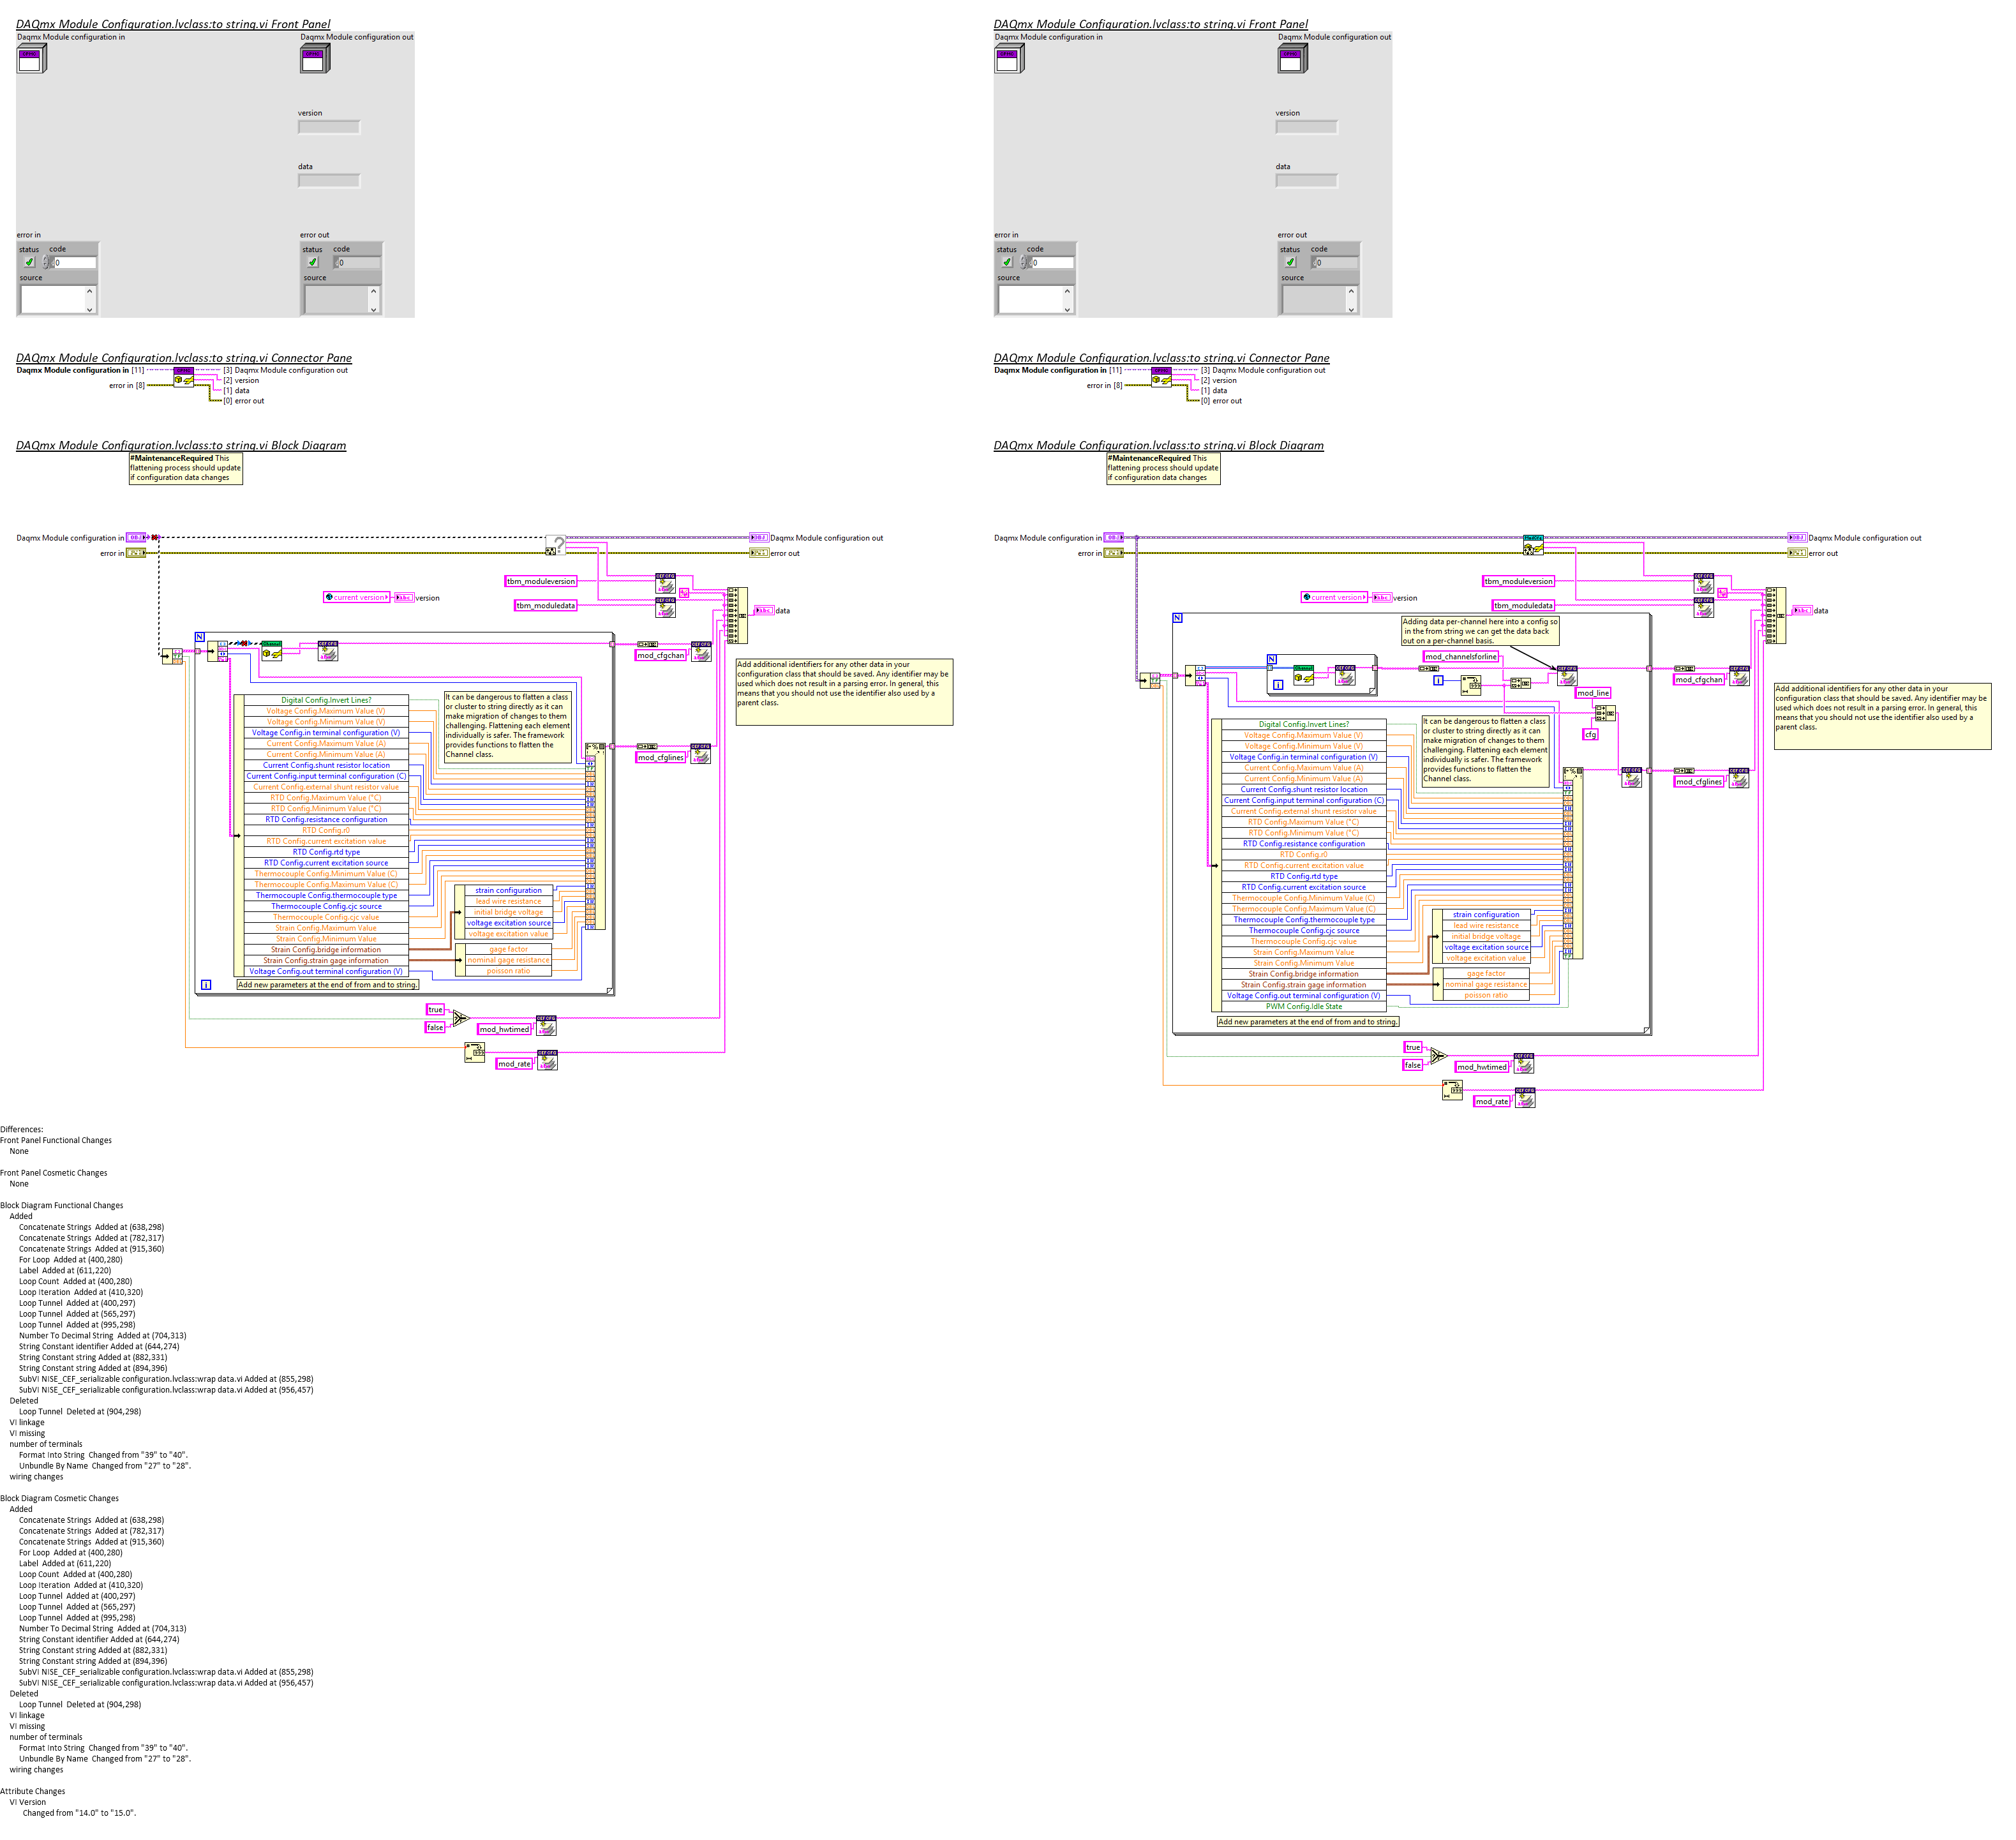 DAQmx Module Configuration.lvclass:to string.vi Front Panel
Daqmx Module configuration in
Daqmx Module configuration out
version
data
error in
error out
status code
0
source
status code
0
source
DAQmx Module Configuration.lvclass:to string.vi Connector Pane
Daqmx Module configuration in [11]
[3] Daqmx Module configuration out
[2] version
error in [8]
[1] data
[0] error out
DAQmx Module Configuration.lvclass:to string.vi Block Diagram
#MaintenanceRequired This
flattening process should update
if configuration data changes
Daqmx Module configuration in
Daqmx Module configuration out
error in
error out
tbm_moduleversion
current version
version
tbm_moduledata
data
mod_cfgchan
Add additional identifiers for any other data in your
configuration class that should be saved. Any identifier may be
used which does not result in a parsing error. In general, this
means that you should not use the identifier also used by a
parent class.
It can be dangerous to flatten a class
or cluster to string directly as it can
make migration of changes to them
challenging. Flattening each element
individually is safer. The framework
provides functions to flatten the
Channel class.
mod_cfglines
Digital Config.Invert Lines?
Voltage Config.Maximum Value (V)
Voltage Config.Minimum Value (V)
Voltage Config.in terminal configuration (V)
Current Config.Maximum Value (A)
Current Config.Minimum Value (A)
Current Config.shunt resistor location
Current Config.input terminal configuration (C)
Current Config.external shunt resistor value
RTD Config.Maximum Value (°C)
RTD Config.Minimum Value (°C)
RTD Config.resistance configuration
RTD Config.r0
RTD Config.current excitation value
RTD Config.rtd type
RTD Config.current excitation source
Thermocouple Config.Minimum Value (C)
Thermocouple Config.Maximum Value (C)
Thermocouple Config.thermocouple type
Thermocouple Config.cjc source
Thermocouple Config.cjc value
Strain Config.Maximum Value
Strain Config.Minimum Value
Strain Config.bridge information
Strain Config.strain gage information
Voltage Config.out terminal configuration (V)
strain configuration
lead wire resistance
initial bridge voltage
voltage excitation source
voltage excitation value
gage factor
nominal gage resistance
poisson ratio
Add new parameters at the end of from and to string.
true
false
mod_hwtimed
mod_rate
DAQmx Module Configuration.lvclass:to string.vi Front Panel
Daqmx Module configuration in
Daqmx Module configuration out
version
data
error in
error out
status code
0
source
status code
0
source
DAQmx Module Configuration.lvclass:to string.vi Connector Pane
Daqmx Module configuration in [11]
[3] Daqmx Module configuration out
[2] version
error in [8]
[1] data
[0] error out
DAQmx Module Configuration.lvclass:to string.vi Block Diagram
#MaintenanceRequired This
flattening process should update
if configuration data changes
Daqmx Module configuration in
Daqmx Module configuration out
error in
error out
tbm_moduleversion
current version
version
tbm_moduledata
data
Adding data per-channel here into a config so
in the from string we can get the data back
out on a per-channel basis.
mod_channelsforline
mod_cfgchan
mod_line
cfg
Add additional identifiers for any other data in your
configuration class that should be saved. Any identifier may be
used which does not result in a parsing error. In general, this
means that you should not use the identifier also used by a
parent class.
It can be dangerous to flatten a class
or cluster to string directly as it can
make migration of changes to them
challenging. Flattening each element
individually is safer. The framework
provides functions to flatten the
Channel class.
mod_cfglines
Digital Config.Invert Lines?
Voltage Config.Maximum Value (V)
Voltage Config.Minimum Value (V)
Voltage Config.in terminal configuration (V)
Current Config.Maximum Value (A)
Current Config.Minimum Value (A)
Current Config.shunt resistor location
Current Config.input terminal configuration (C)
Current Config.external shunt resistor value
RTD Config.Maximum Value (°C)
RTD Config.Minimum Value (°C)
RTD Config.resistance configuration
RTD Config.r0
RTD Config.current excitation value
RTD Config.rtd type
RTD Config.current excitation source
Thermocouple Config.Minimum Value (C)
Thermocouple Config.Maximum Value (C)
Thermocouple Config.thermocouple type
Thermocouple Config.cjc source
Thermocouple Config.cjc value
Strain Config.Maximum Value
Strain Config.Minimum Value
Strain Config.bridge information
Strain Config.strain gage information
Voltage Config.out terminal configuration (V)
PWM Config.Idle State
strain configuration
lead wire resistance
initial bridge voltage
voltage excitation source
voltage excitation value
gage factor
nominal gage resistance
poisson ratio
Add new parameters at the end of from and to string.
true
false
mod_hwtimed
mod_rate
Differences:
Front Panel Functional Changes
None
Front Panel Cosmetic Changes
None
Block Diagram Functional Changes
Added
Concatenate Strings Added at (638,298)
Concatenate Strings Added at (782,317)
Concatenate Strings Added at (915,360)
For Loop Added at (400,280)
Label Added at (611,220)
Loop Count Added at (400,280)
Loop Iteration Added at (410,320)
Loop Tunnel Added at (400,297)
Loop Tunnel Added at (565,297)
Loop Tunnel Added at (995,298)
Number To Decimal String Added at (704,313)
String Constant identifier Added at (644,274)
String Constant string Added at (882,331)
String Constant string Added at (894,396)
SubVI NISE_CEF_serializable configuration.lvclass:wrap data.vi Added at (855,298)
SubVI NISE_CEF_serializable configuration.lvclass:wrap data.vi Added at (956,457)
Deleted
Loop Tunnel Deleted at (904,298)
VI linkage
VI missing
number of terminals
Format Into String Changed from "39" to "40".
Unbundle By Name Changed from "27" to "28".
wiring changes
Block Diagram Cosmetic Changes
Added
Concatenate Strings Added at (638,298)
Concatenate Strings Added at (782,317)
Concatenate Strings Added at (915,360)
For Loop Added at (400,280)
Label Added at (611,220)
Loop Count Added at (400,280)
Loop Iteration Added at (410,320)
Loop Tunnel Added at (400,297)
Loop Tunnel Added at (565,297)
Loop Tunnel Added at (995,298)
Number To Decimal String Added at (704,313)
String Constant identifier Added at (644,274)
String Constant string Added at (882,331)
String Constant string Added at (894,396)
SubVI NISE_CEF_serializable configuration.lvclass:wrap data.vi Added at (855,298)
SubVI NISE_CEF_serializable configuration.lvclass:wrap data.vi Added at (956,457)
Deleted
Loop Tunnel Deleted at (904,298)
VI linkage
VI missing
number of terminals
Format Into String Changed from "39" to "40".
Unbundle By Name Changed from "27" to "28".
wiring changes
Attribute Changes
VI Version
Changed from "14.0" to "15.0".